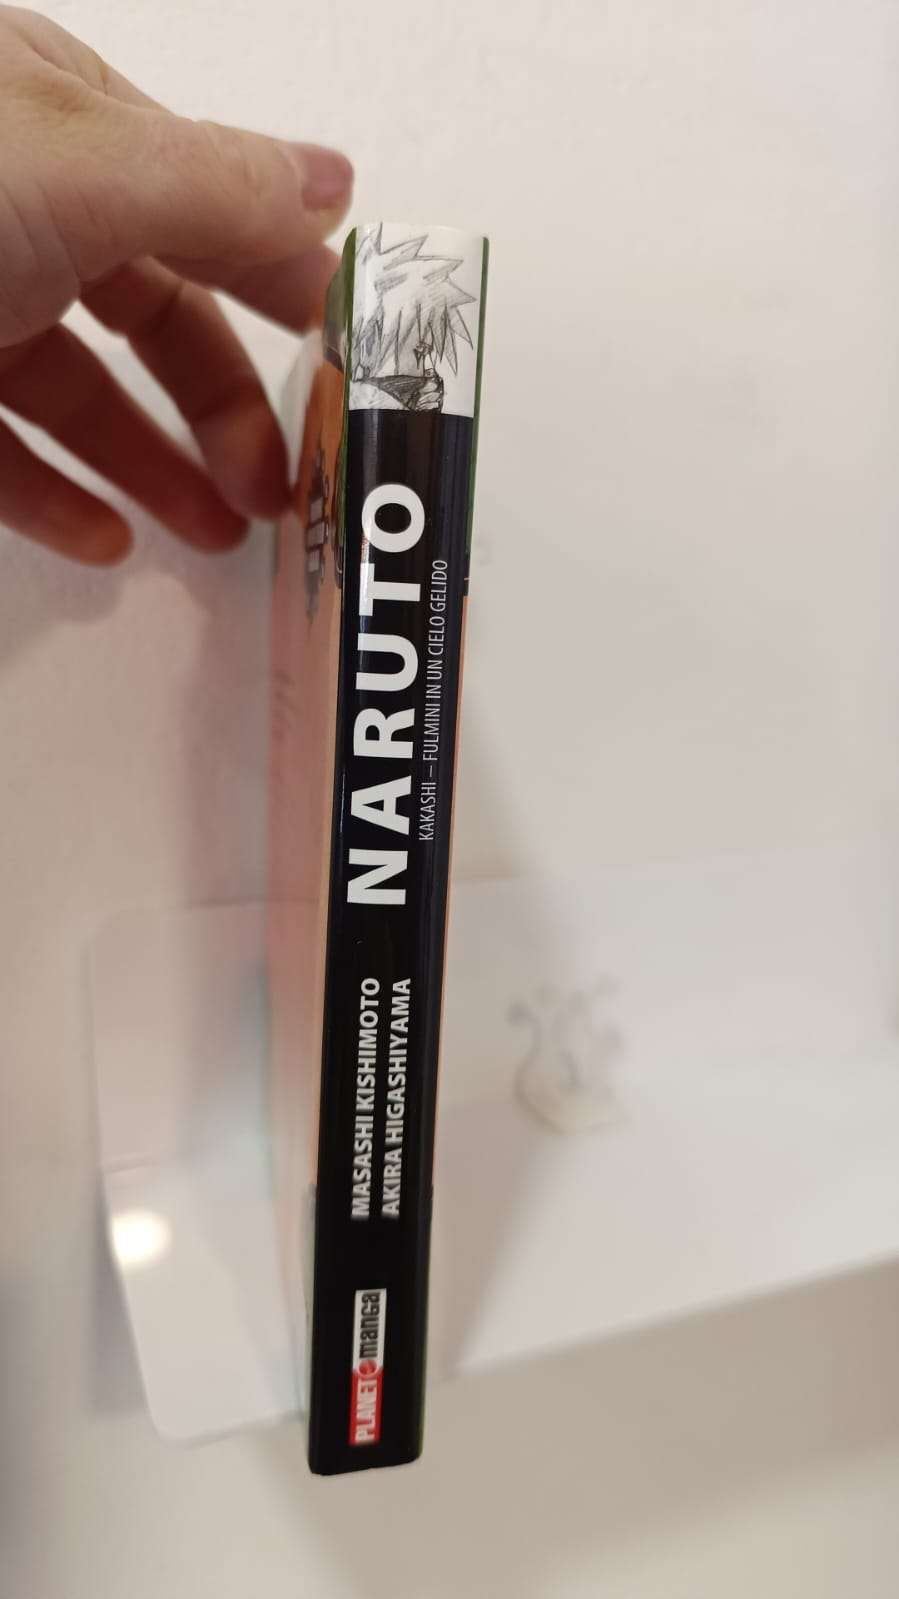 NARUTO
KAKASHI – FULMINI IN UN CIELO GELIDO
MASASHI KISHIMOTO
AKIRA HIGASHIYAMA
PLANET manga